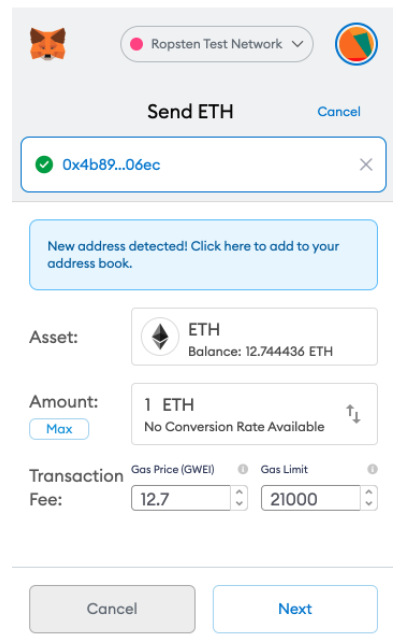 Ropsten Test Network
Send ETH
Cancel
0x4b89...06ec
New address detected! Click here to add to your
address book.
Asset:
ETH
Balance: 12.744436 ETH
Amount:
Max
1 ETH
No Conversion Rate Available
Transaction
Fee:
Gas Price (GWEI)
Gas Limit
12.7
21000
Cancel
Next